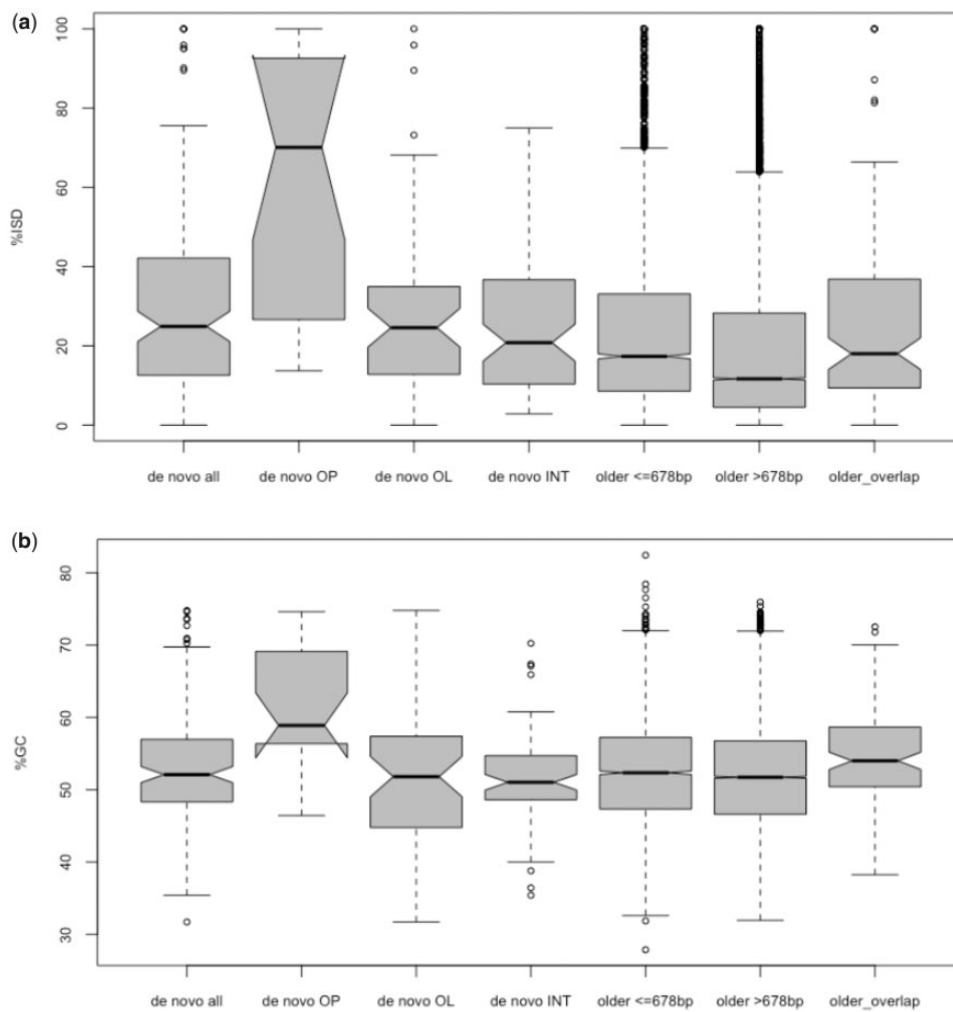 (a)
%ISD
100
80
60
40
20
0
de novo all de novo OP de novo OL de novo INT older <=678bp older >678bp older_overlap
(b)
%GC
80
70
60
50
40
30
de novo all de novo OP de novo OL de novo INT older <=678bp older >678bp older_overlap